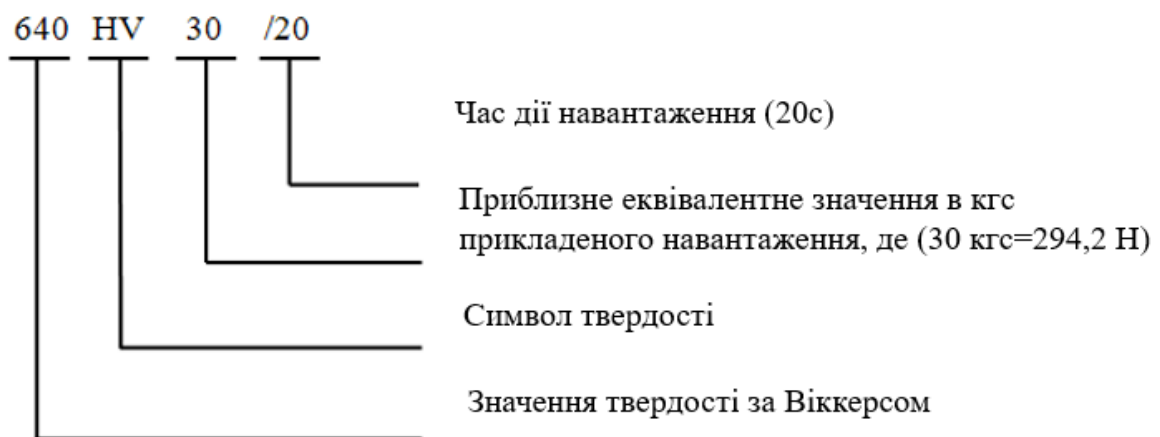 640 HV 30 /20
Час дії навантаження (20с)
Приблизне еквівалентне значення в кгс
прикладеного навантаження, де (30 кгс=294,2 Н)
Символ твердості
Значення твердості за Віккерсом